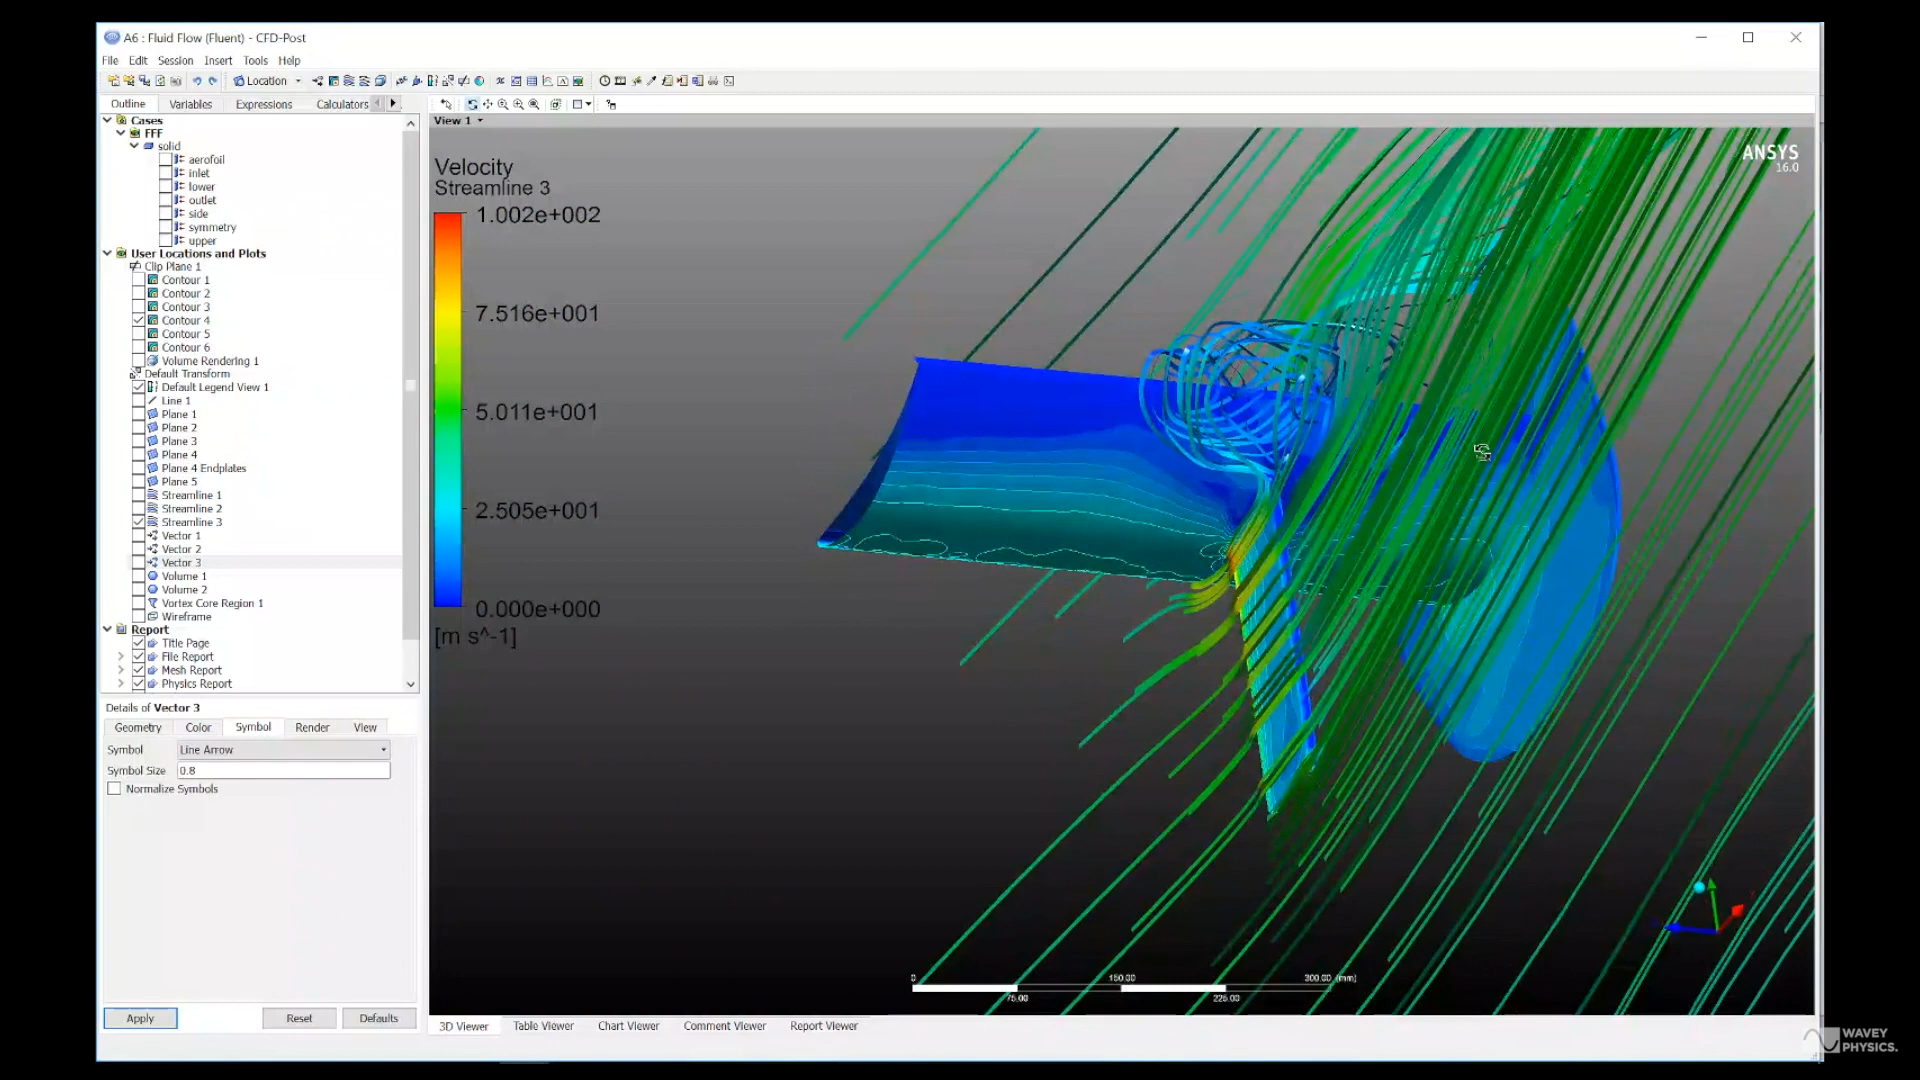 A6 : Fluid Flow (Fluent) - CFD-Post
File Edit Session Insert Tools Help
Location
Outline Variables Expressions Calculators
View 1
Cases
FFF
solid
aerofoil
inlet
lower
outlet
side
symmetry
upper
User Locations and Plots
Clip Plane 1
Contour 1
Contour 2
Contour 3
Contour 4
Contour 5
Contour 6
Volume Rendering 1
Default Transform
Default Legend View 1
Line 1
Plane 1
Plane 2
Plane 3
Plane 4
Plane 4 Endplates
Plane 5
Streamline 1
Streamline 2
Streamline 3
Vector 1
Vector 2
Vector 3
Volume 1
Volume 2
Vortex Core Region 1
Wireframe
Report
Title Page
File Report
Mesh Report
Physics Report
Details of Vector 3
Geometry Color Symbol Render View
Symbol Line Arrow
Symbol Size 0.8
Normalize Symbols
Apply Reset Defaults
Velocity
Streamline 3
1.002e+002
7.516e+001
5.011e+001
2.505e+001
0.000e+000
[m s^-1]
ANSYS
16.0
0 150.00 300.00 (mm)
75.00 225.00
3D Viewer Table Viewer Chart Viewer Comment Viewer Report Viewer
WAVEY
PHYSICS.